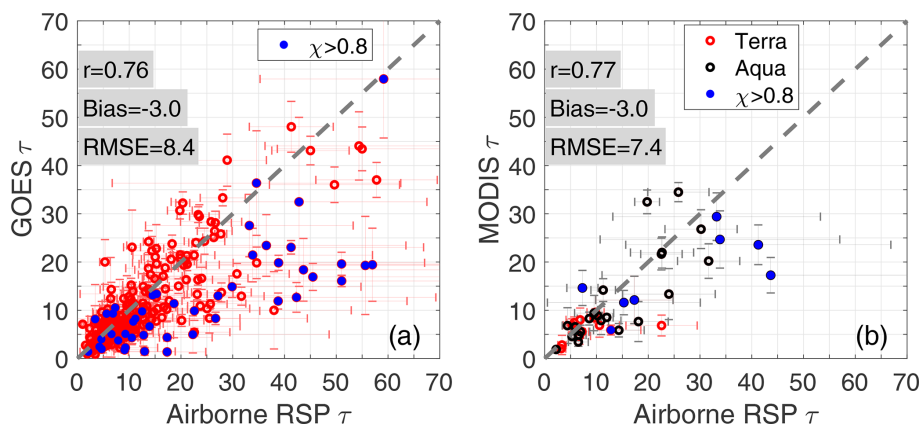 70
60
50
40
30
20
10
0
GOES τ
r=0.76
Bias=-3.0
RMSE=8.4
χ>0.8
(a)
0 10 20 30 40 50 60 70
Airborne RSP τ
70
60
50
40
30
20
10
0
MODIS τ
r=0.77
Bias=-3.0
RMSE=7.4
Terra
Aqua
χ>0.8
(b)
0 10 20 30 40 50 60 70
Airborne RSP τ